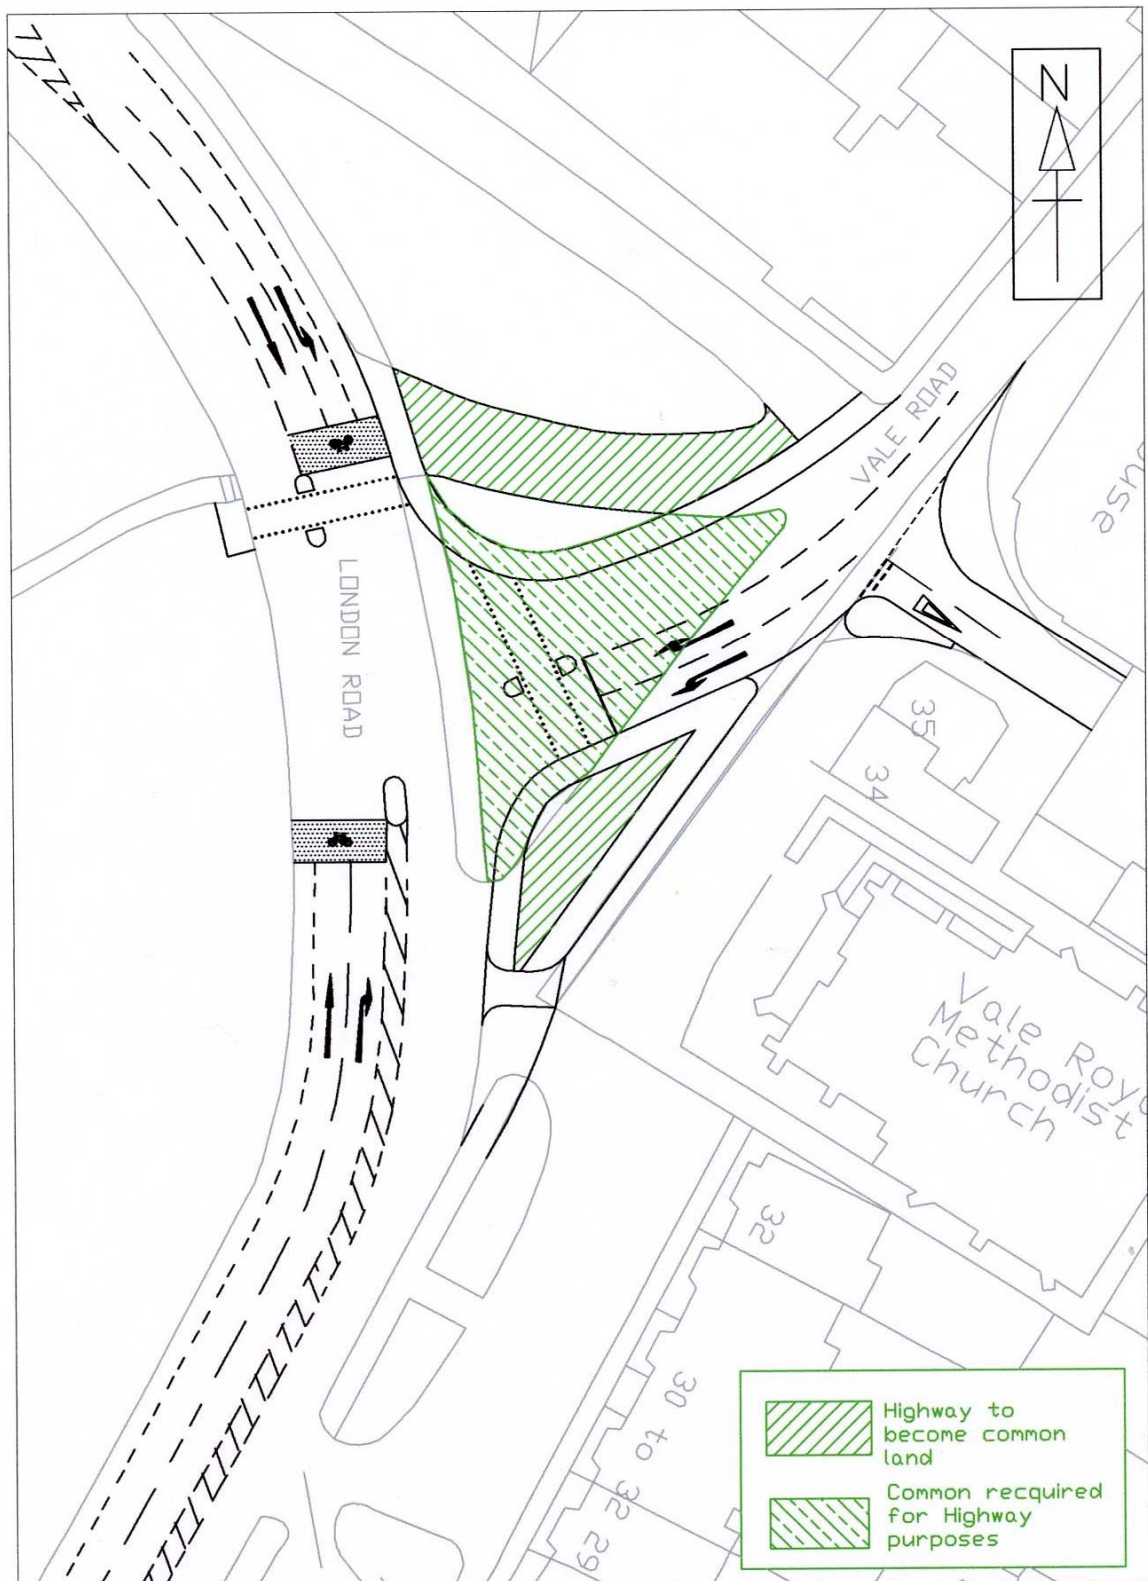 N
VALE ROAD
LONDON ROAD
35
34
Vale
Methodist
Church
32
30 to 32
29
Highway to
become common
land
Common recquired
for Highway
purposes